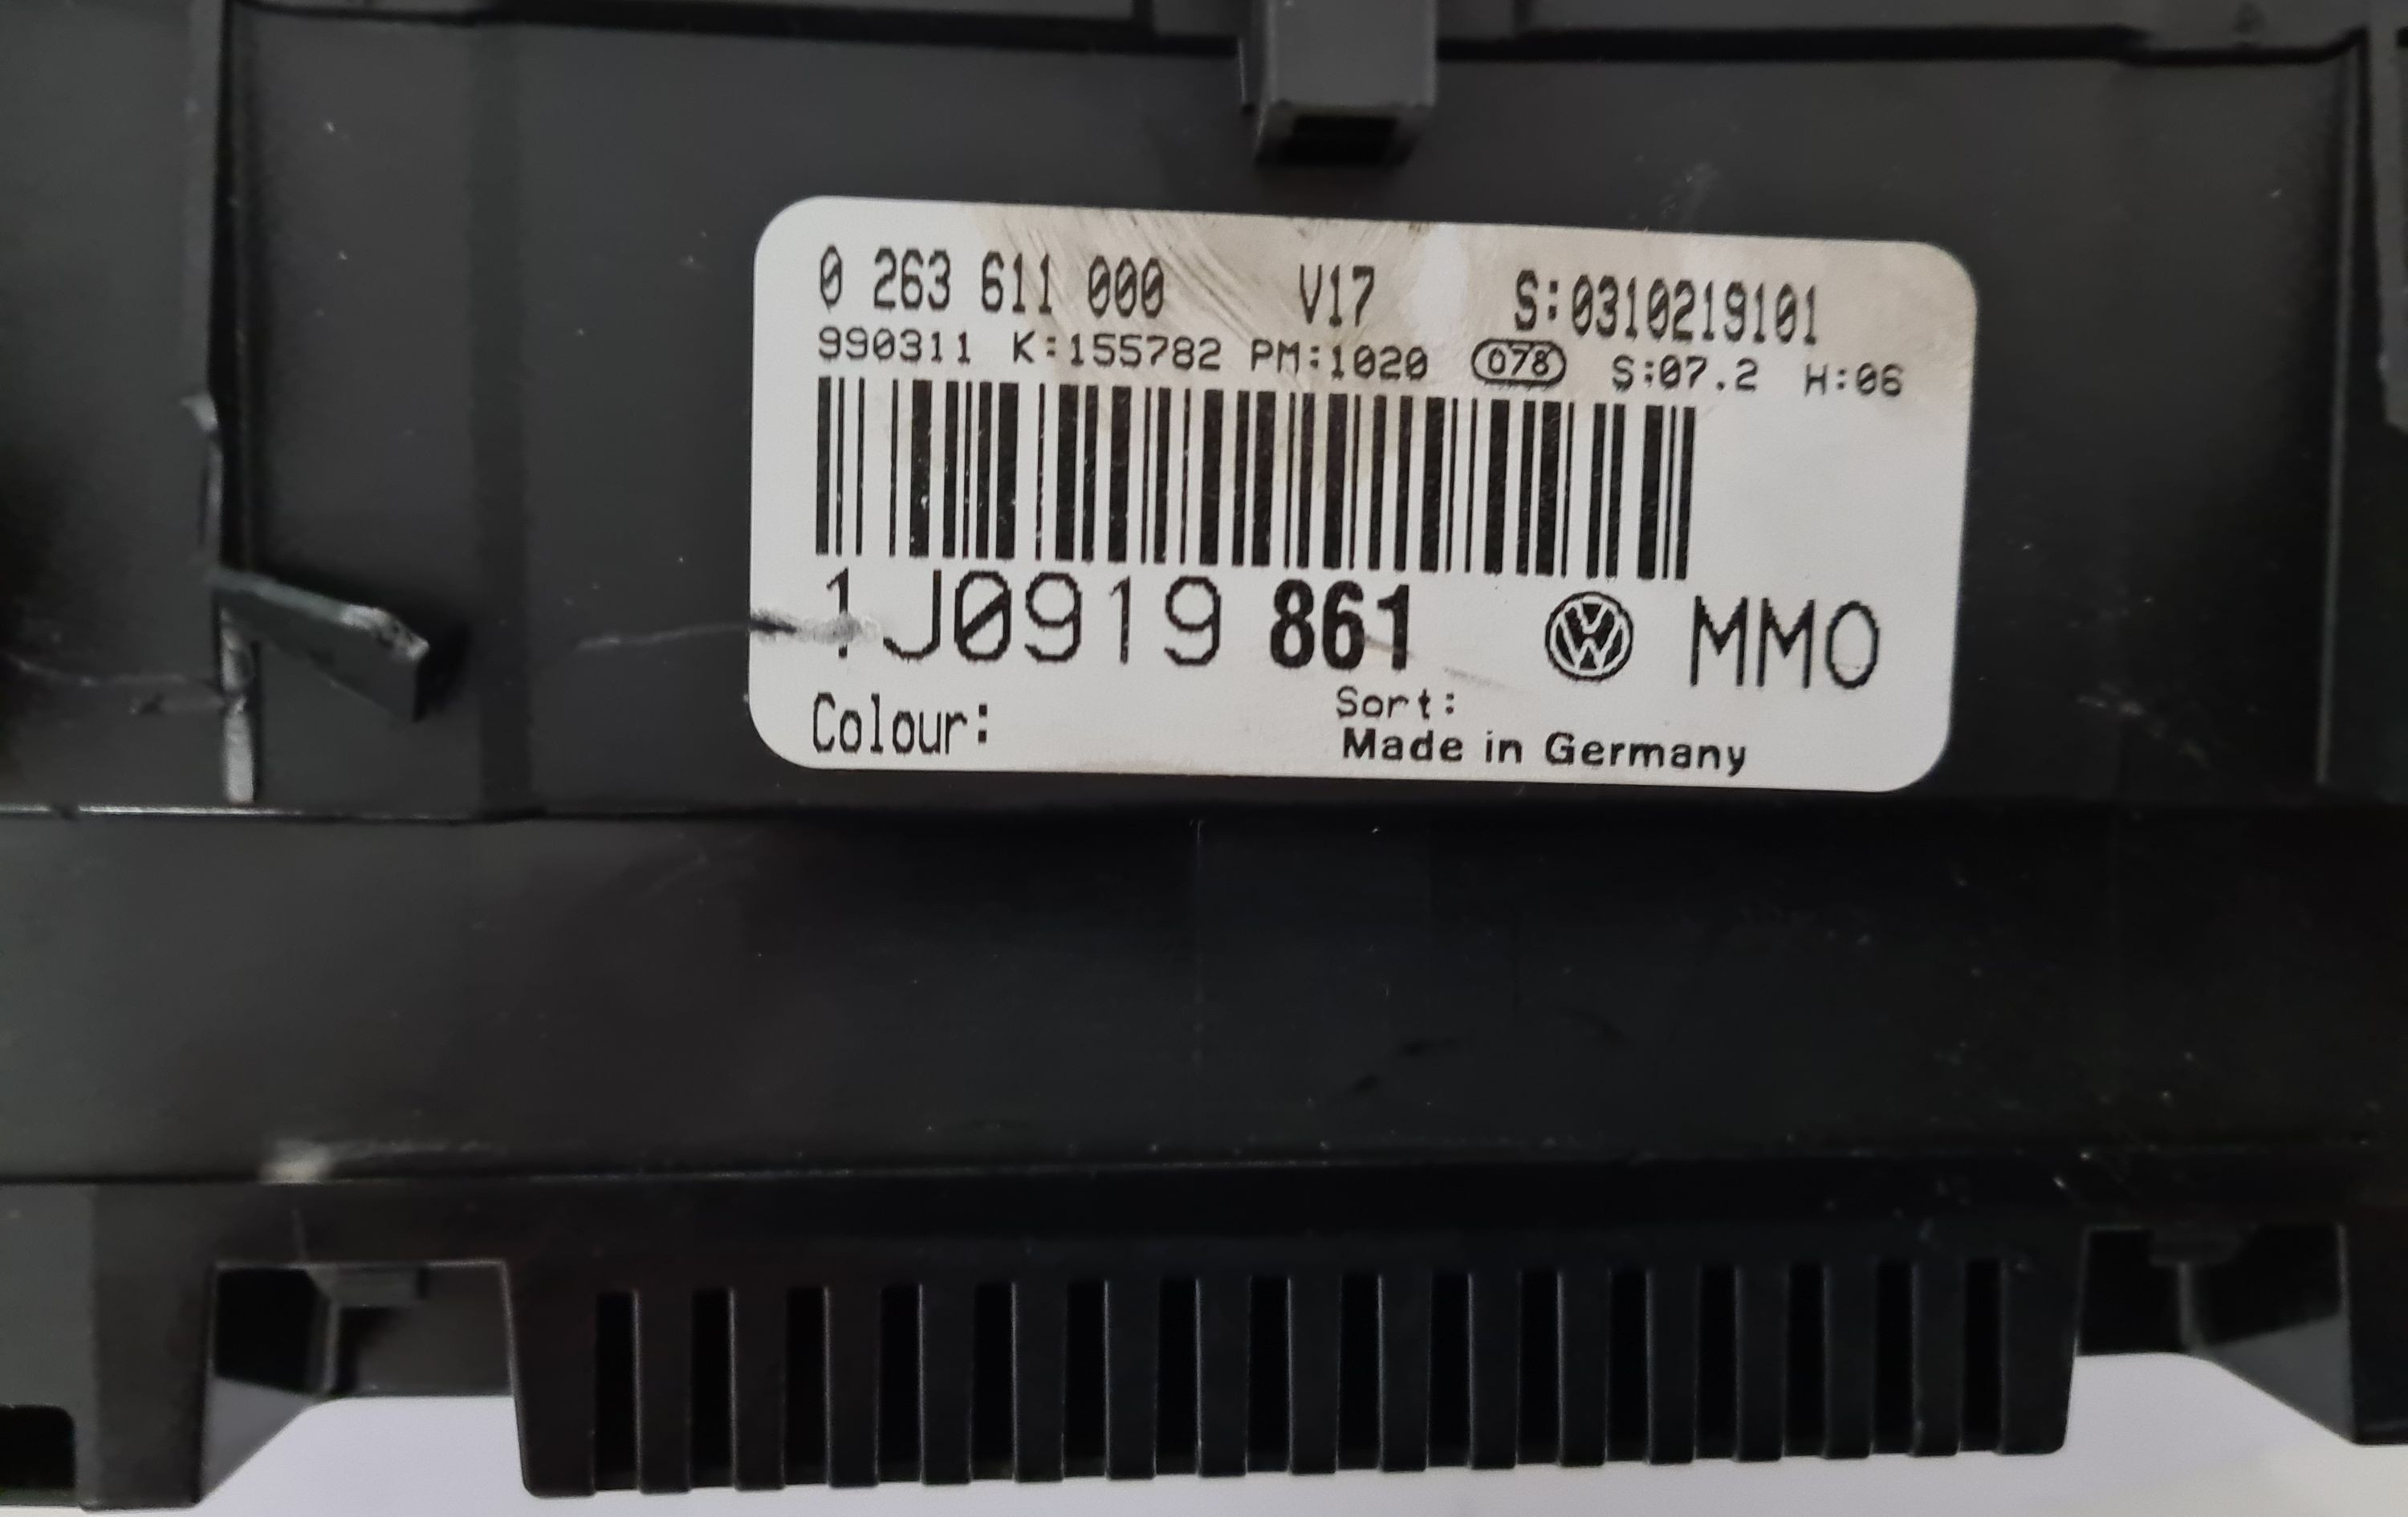 0 263 611 000 V17 S:0310219101
990311 K:155782 PM:1020 078 S:07.2 H:06
1J0919 861 VW MMO
Colour: Sort:
Made in Germany